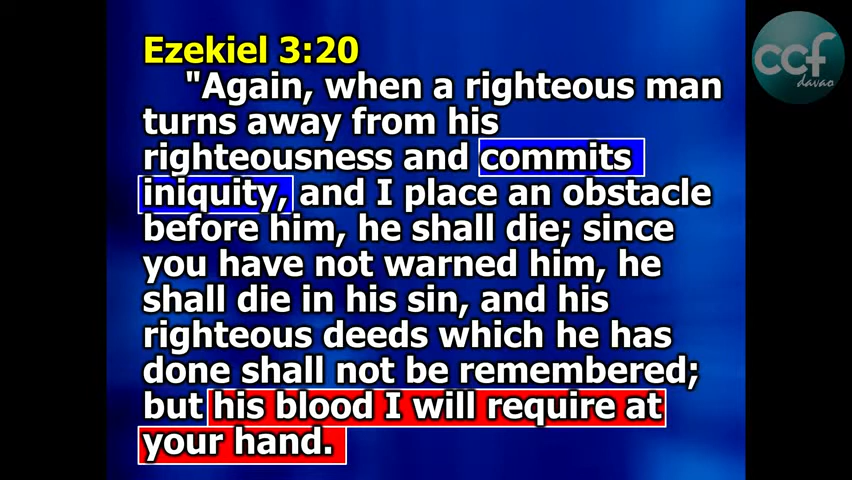 ccf
davao
Ezekiel 3:20
"Again, when a righteous man
turns away from his
righteousness and commits
iniquity, and I place an obstacle
before him, he shall die; since
you have not warned him, he
shall die in his sin, and his
righteous deeds which he has
done shall not be remembered;
but his blood I will require at
your hand.